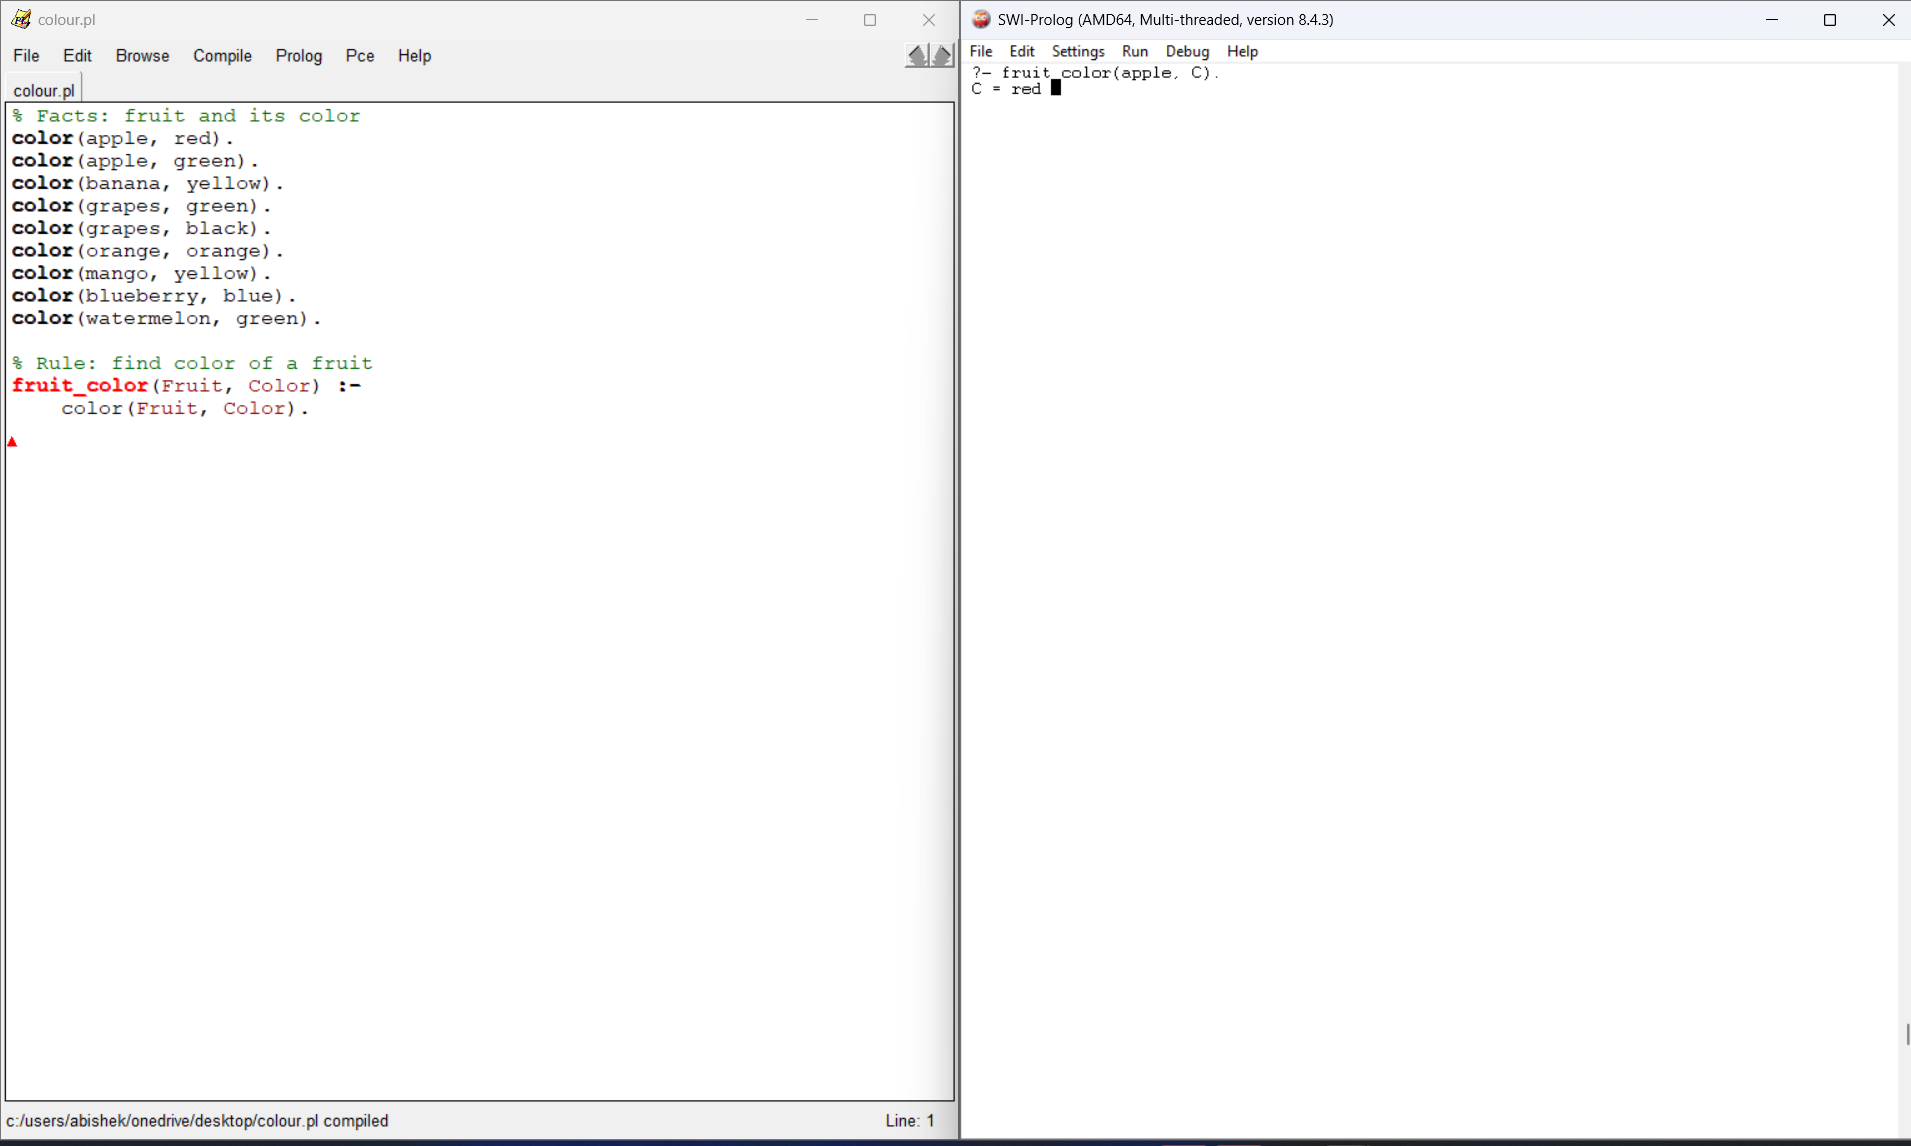 colour.pl
File Edit Browse Compile Prolog Pce Help
colour.pl
% Facts: fruit and its color
color(apple, red).
color(apple, green).
color(banana, yellow).
color(grapes, green).
color(grapes, black).
color(orange, orange).
color(mango, yellow).
color(blueberry, blue).
color(watermelon, green).
% Rule: find color of a fruit
fruit_color(Fruit, Color) :-
color(Fruit, Color).
c:/users/abishek/onedrive/desktop/colour.pl compiled
Line: 1
SWI-Prolog (AMD64, Multi-threaded, version 8.4.3)
File Edit Settings Run Debug Help
?- fruit_color(apple, C).
C = red